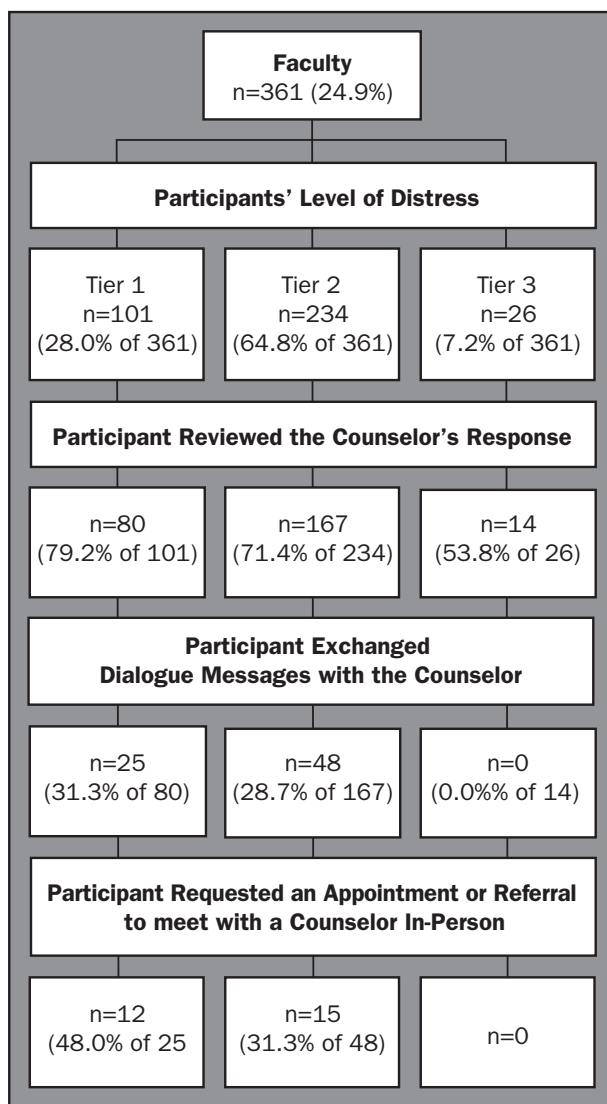 Faculty
n=361 (24.9%)
Participants’ Level of Distress
Tier 1
n=101
(28.0% of 361)
Tier 2
n=234
(64.8% of 361)
Tier 3
n=26
(7.2% of 361)
Participant Reviewed the Counselor’s Response
n=80
(79.2% of 101)
n=167
(71.4% of 234)
n=14
(53.8% of 26)
Participant Exchanged
Dialogue Messages with the Counselor
n=25
(31.3% of 80)
n=48
(28.7% of 167)
n=0
(0.0%% of 14)
Participant Requested an Appointment or Referral
to meet with a Counselor In-Person
n=12
(48.0% of 25
n=15
(31.3% of 48)
n=0